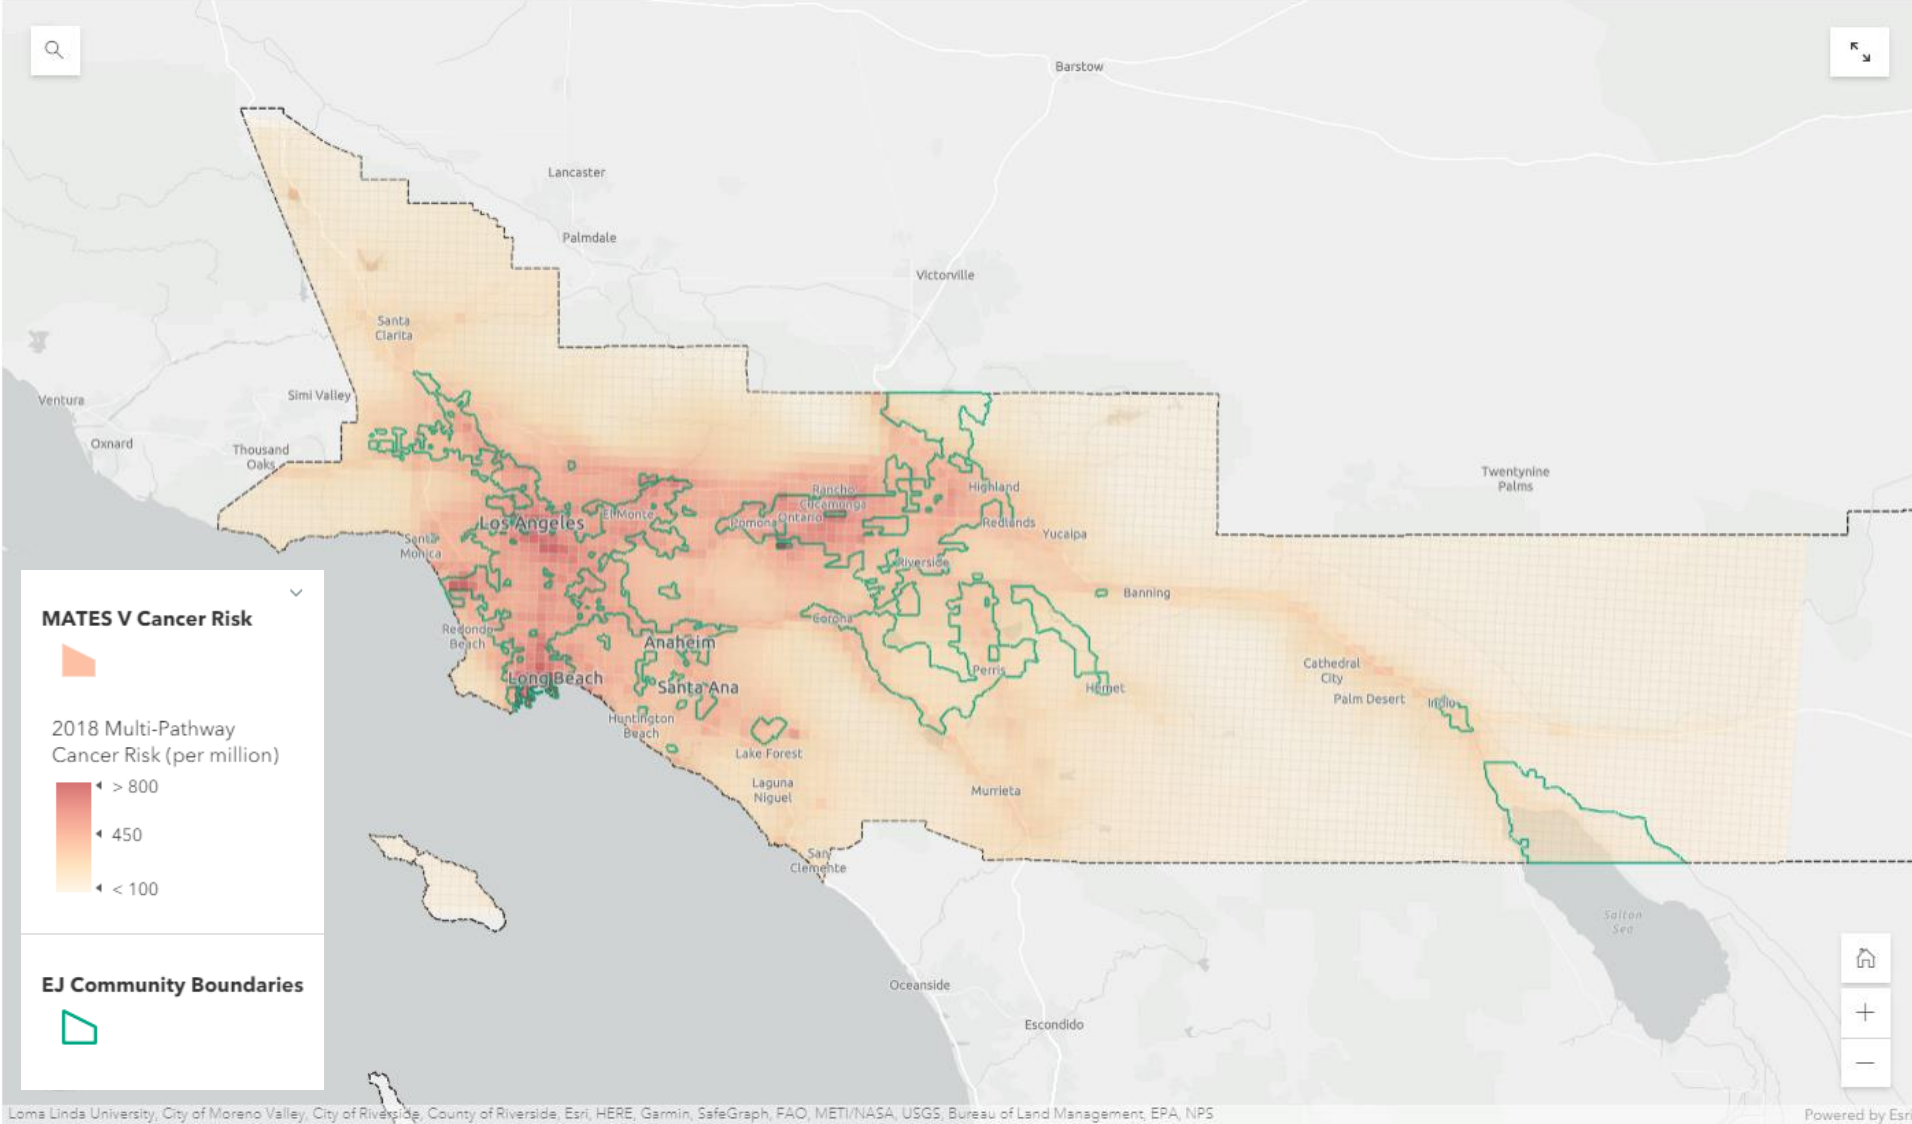 Barstow
Lancaster
Palmdale
Victorville
Santa
Clarita
Simi Valley
Ventura
Oxnard
Thousand
Oaks
Twentynine
Palms
Rancho
Cucamonga
Highland
Los Angeles
El Monte
Pomona
Ontario
Redlands
Yucaipa
Santa
Monica
Riverside
Banning
Corona
Redondo
Beach
Anaheim
Perris
Cathedral
City
Long Beach
Santa Ana
Hemet
Palm Desert
Indio
Huntington
Beach
Lake Forest
Laguna
Niguel
Murrieta
San
Clemente
Salton
Sea
Oceanside
Escondido
MATES V Cancer Risk
2018 Multi-Pathway
Cancer Risk (per million)
> 800
450
< 100
EJ Community Boundaries
Loma Linda University, City of Moreno Valley, City of Riverside, County of Riverside, Esri, HERE, Garmin, SafeGraph, FAO, METI/NASA, USGS, Bureau of Land Management, EPA, NPS
Powered by Esri